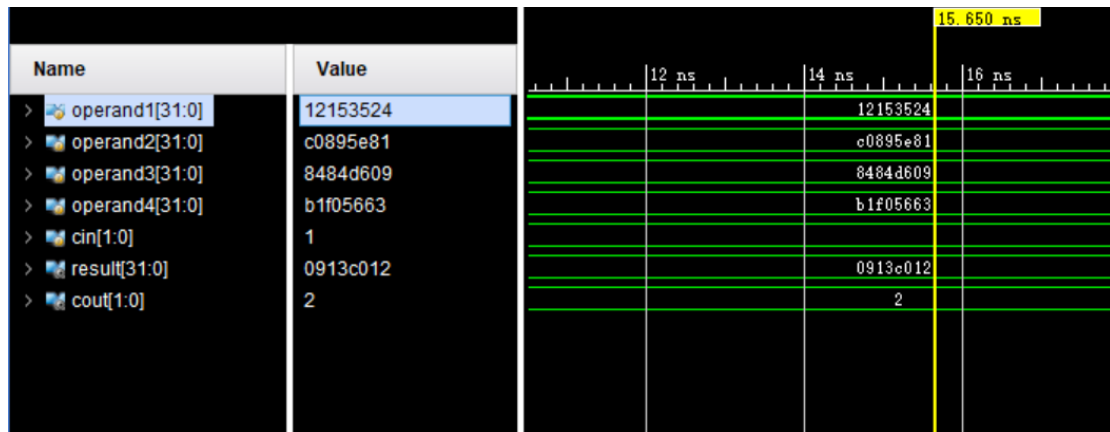 15.650 ns
Name Value 12 ns 14 ns 16 ns
operand1[31:0] 12153524 12153524
operand2[31:0] c0895e81 c0895e81
operand3[31:0] 8484d609 8484d609
operand4[31:0] b1f05663 b1f05663
cin[1:0] 1
result[31:0] 0913c012 0913c012
cout[1:0] 2 2